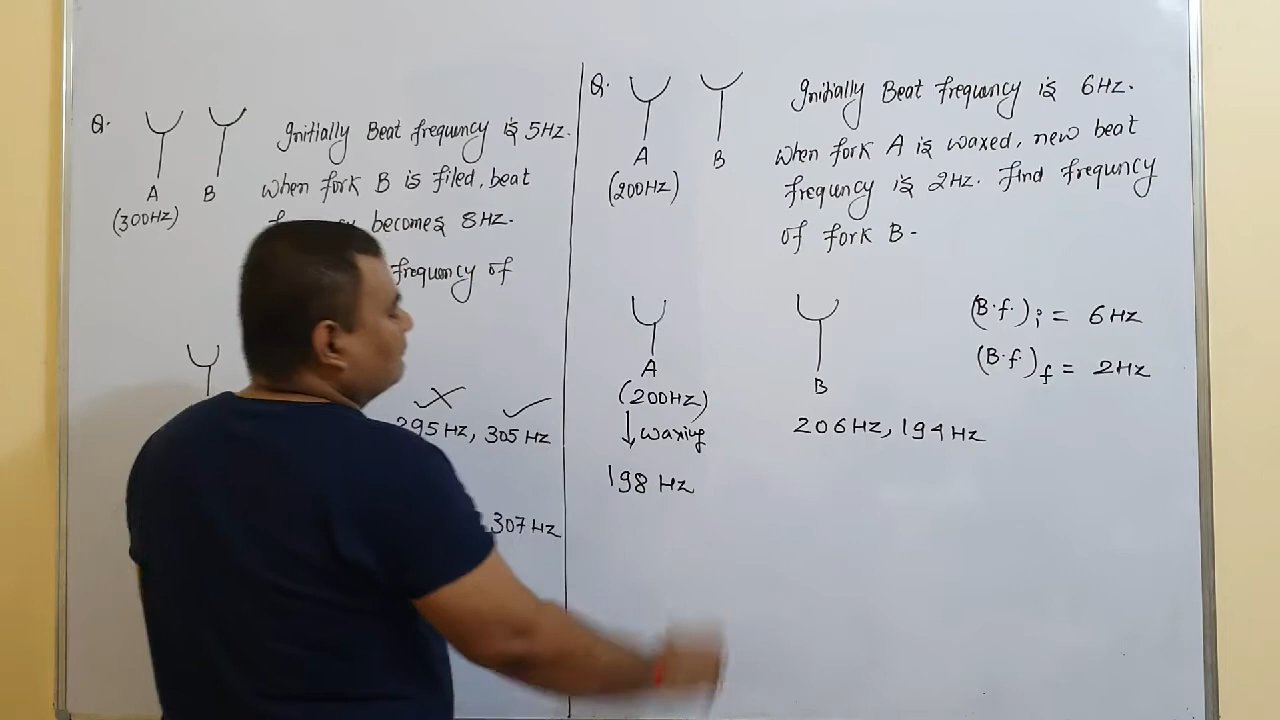 Q.
A B
(300Hz)
Initially Beat frequency is 5Hz.
When fork B is filed, beat
becomes 8Hz.
frequency of
295 Hz, 305 Hz
307 Hz
Q.
A B
(200Hz)
Initially Beat frequency is 6Hz.
When fork A is waxed, new beat
frequency is 2Hz. Find frequency
of fork B-
A
(200Hz)
↓ waxing
198 Hz
B
206Hz, 194Hz
(B.f.)i = 6Hz
(B.f)f = 2Hz